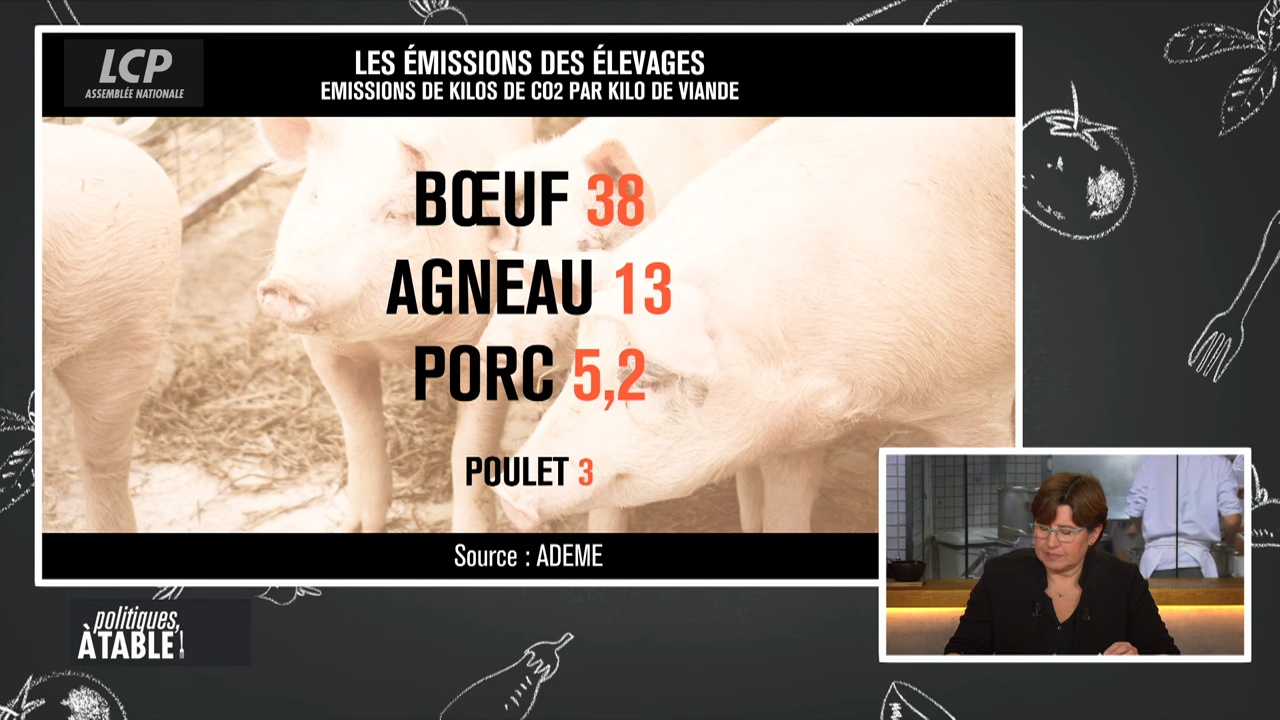 LCP
ASSEMBLÉE NATIONALE
LES ÉMISSIONS DES ÉLEVAGES
EMISSIONS DE KILOS DE CO2 PAR KILO DE VIANDE
BŒUF 38
AGNEAU 13
PORC 5,2
POULET 3
Source : ADEME
politiques,
À TABLE !